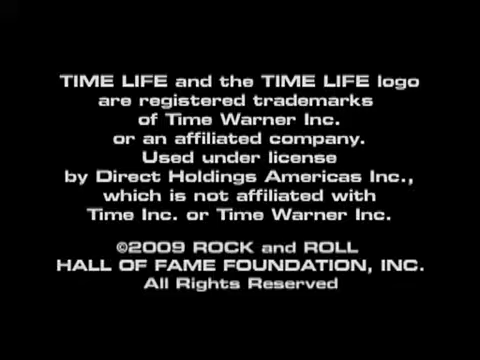 TIME LIFE and the TIME LIFE logo
are registered trademarks
of Time Warner Inc.
or an affiliated company.
Used under license
by Direct Holdings Americas Inc.,
which is not affiliated with
Time Inc. or Time Warner Inc.
©2009 ROCK and ROLL
HALL OF FAME FOUNDATION, INC.
All Rights Reserved